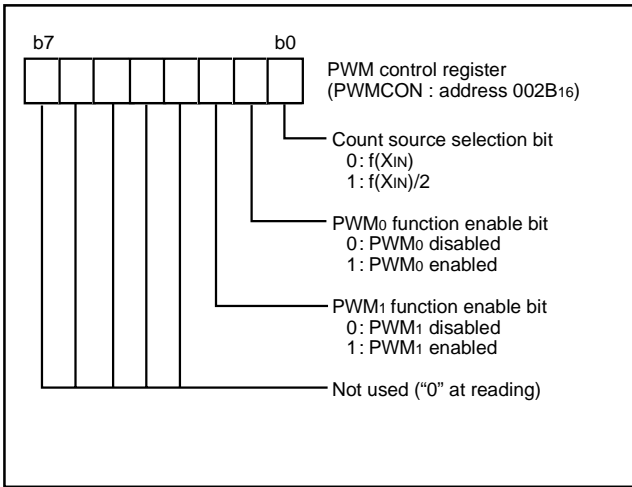 b7 b0
PWM control register
(PWMCON : address 002B16)
Count source selection bit
0: f(XIN)
1: f(XIN)/2
PWM0 function enable bit
0: PWM0 disabled
1: PWM0 enabled
PWM1 function enable bit
0: PWM1 disabled
1: PWM1 enabled
Not used (“0” at reading)